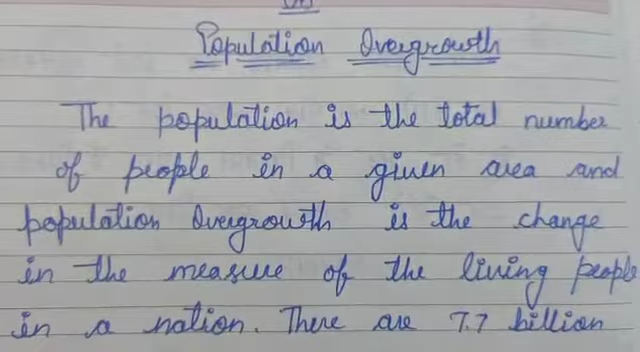 Population Overgrowth
The population is the total number
of people in a given area and
population Overgrowth is the change
in the measure of the living people
in a nation. There are 7.7 billion